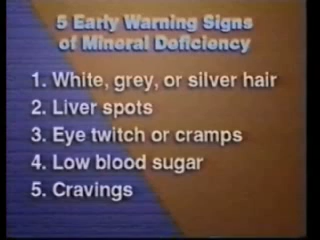 5 Early Warning Signs
of Mineral Deficiency
1. White, grey, or silver hair
2. Liver spots
3. Eye twitch or cramps
4. Low blood sugar
5. Cravings